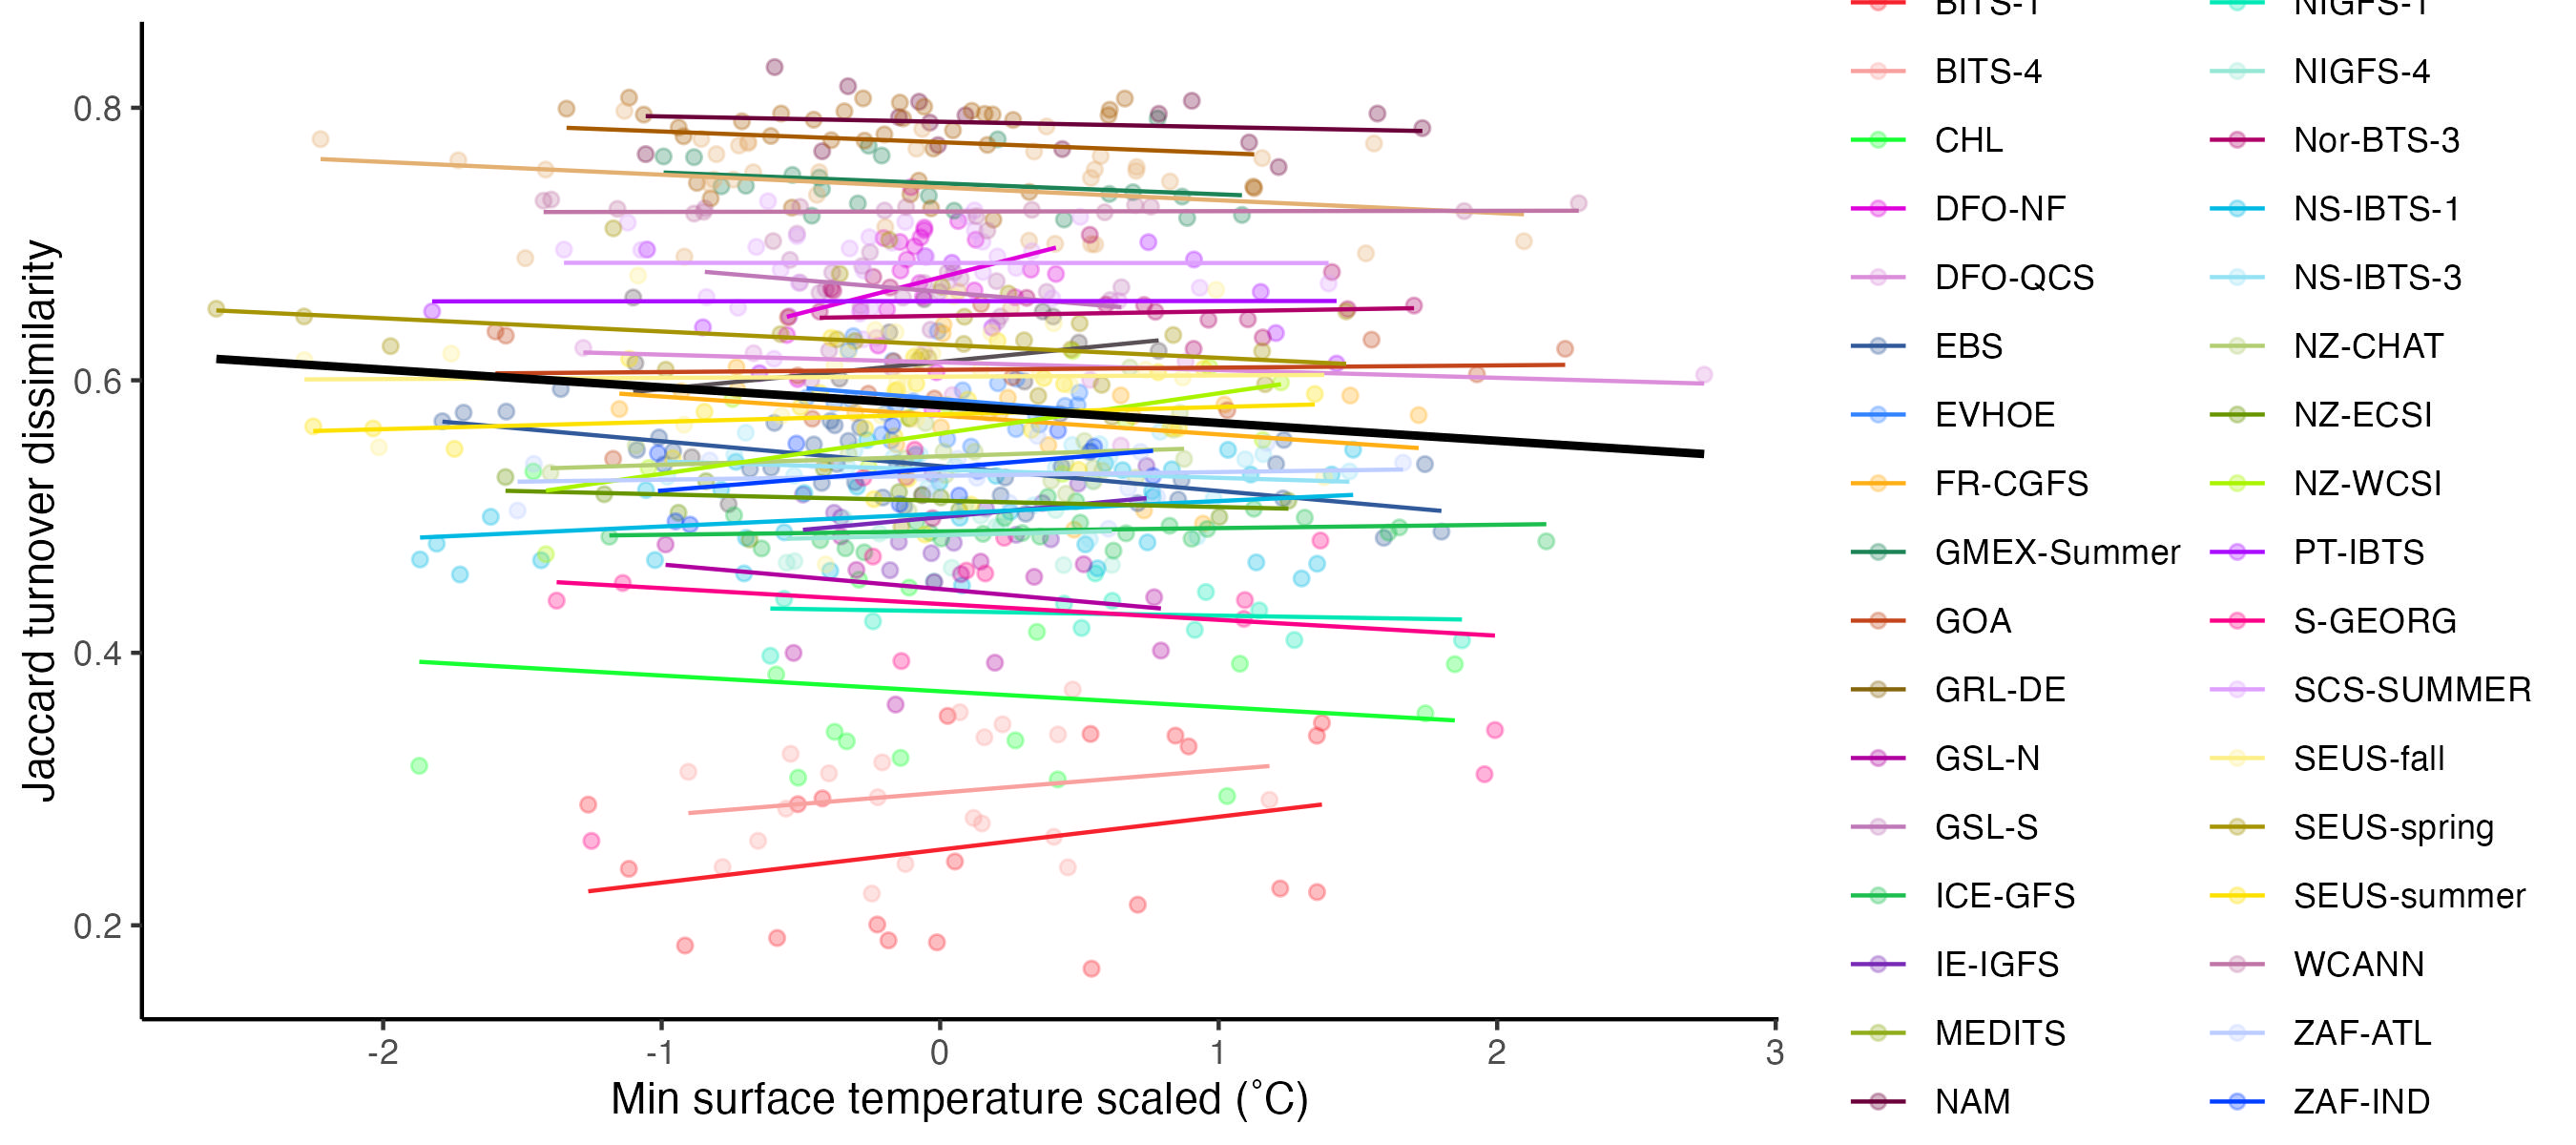 BITS-1 NIGFS-1
BITS-4 NIGFS-4
CHL Nor-BTS-3
DFO-NF NS-IBTS-1
DFO-QCS NS-IBTS-3
EBS NZ-CHAT
EVHOE NZ-ECSI
FR-CGFS NZ-WCSI
GMEX-Summer PT-IBTS
GOA S-GEORG
GRL-DE SCS-SUMMER
GSL-N SEUS-fall
GSL-S SEUS-spring
ICE-GFS SEUS-summer
IE-IGFS WCANN
MEDITS ZAF-ATL
NAM ZAF-IND
Jaccard turnover dissimilarity
0.8
0.6
0.4
0.2
-2 -1 0 1 2 3
Min surface temperature scaled (˚C)